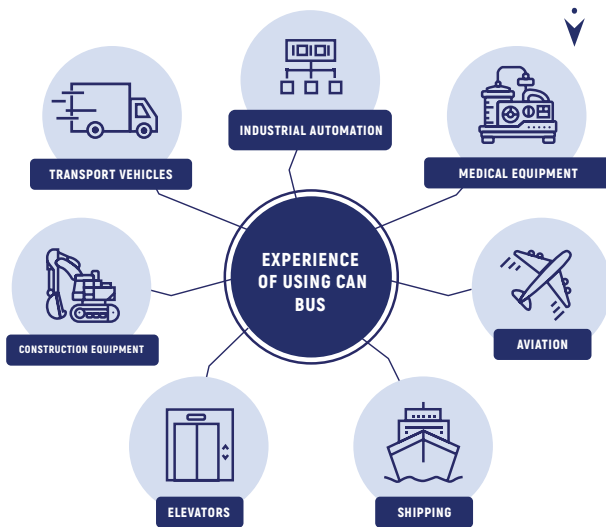 INDUSTRIAL AUTOMATION
TRANSPORT VEHICLES
MEDICAL EQUIPMENT
EXPERIENCE
OF USING CAN
BUS
CONSTRUCTION EQUIPMENT
AVIATION
ELEVATORS
SHIPPING